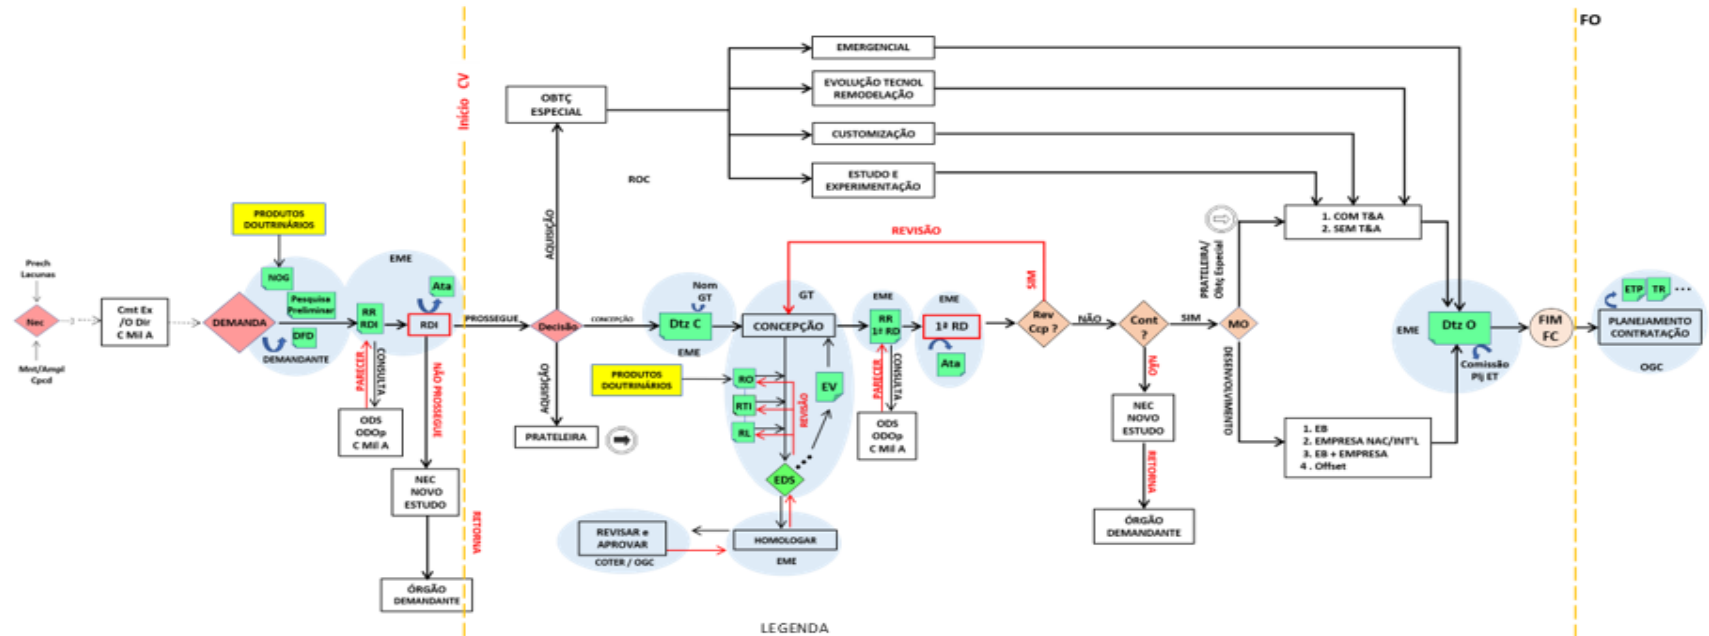 Prech
Lacunas
Nec
Mnt/Ampl
Cpcd
Cmt Ex
/O Dir
C Mil A
PRODUTOS
DOUTRINÁRIOS
NOG
Pesquisa
Preliminar
DEMANDA
DFD
DEMANDANTE
EME
RR
RDI
Ata
RDI
PARECER
CONSULTA
ODS
ODOp
C Mil A
NÃO PROSSEGUE
NEC
NOVO
ESTUDO
ÓRGÃO
DEMANDANTE
RETORNA
Início CV
PROSSEGUE
OBTÇ
ESPECIAL
AQUISIÇÃO
Decisão
CONCEPÇÃO
AQUISIÇÃO
PRATELEIRA
ROC
EMERGENCIAL
EVOLUÇÃO TECNOL
REMODELAÇÃO
CUSTOMIZAÇÃO
ESTUDO E
EXPERIMENTAÇÃO
Nom
GT
Dtz C
EME
PRODUTOS
DOUTRINÁRIOS
REVISÃO
GT
CONCEPÇÃO
RO
RTI
RL
REVISÃO
EV
EDS
REVISAR e
APROVAR
COTER / OGC
HOMOLOGAR
EME
EME
RR
1ª RD
PARECER
CONSULTA
ODS
ODOp
C Mil A
EME
1ª RD
Ata
SIM
Rev
Ccp ?
NÃO
Cont
?
SIM
NÃO
NEC
NOVO
ESTUDO
RETORNA
ÓRGÃO
DEMANDANTE
MO
PRATELEIRA/
Obtç Especial
DESENVOLVIMENTO
1. COM T&A
2. SEM T&A
1. EB
2. EMPRESA NAC/INT'L
3. EB + EMPRESA
4 . Offset
EME
Dtz O
Comissão
Plj ET
FIM
FC
FO
ETP
TR
...
PLANEJAMENTO
CONTRATAÇÃO
OGC
LEGENDA